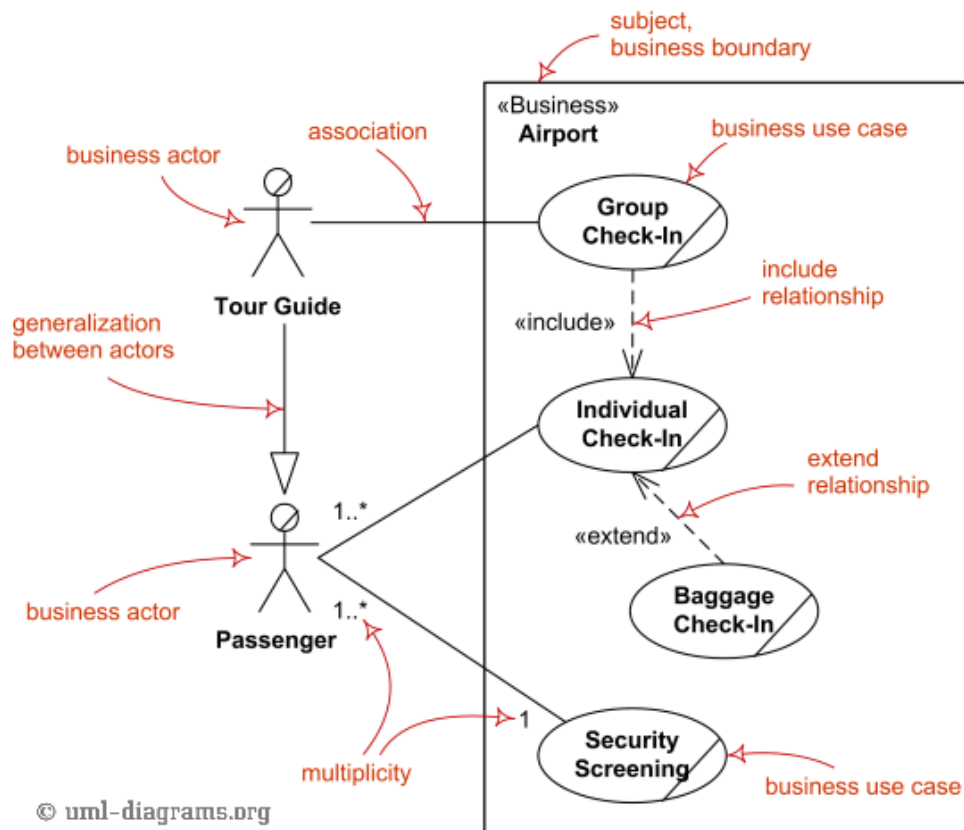 subject,
business boundary
«Business»
Airport
association
business use case
business actor
Group
Check-In
Tour Guide
include
relationship
«include»
generalization
between actors
Individual
Check-In
extend
relationship
1..*
«extend»
business actor
1..*
Baggage
Check-In
Passenger
1
multiplicity
Security
Screening
business use case
© uml-diagrams.org